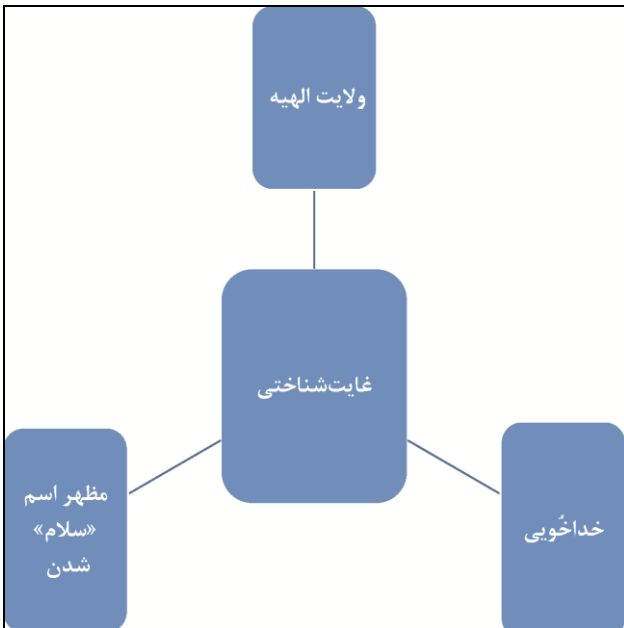 ولایت الهیه
غایت‌شناختی
خداخُویی
مظهر اسم
«سلام»
شدن